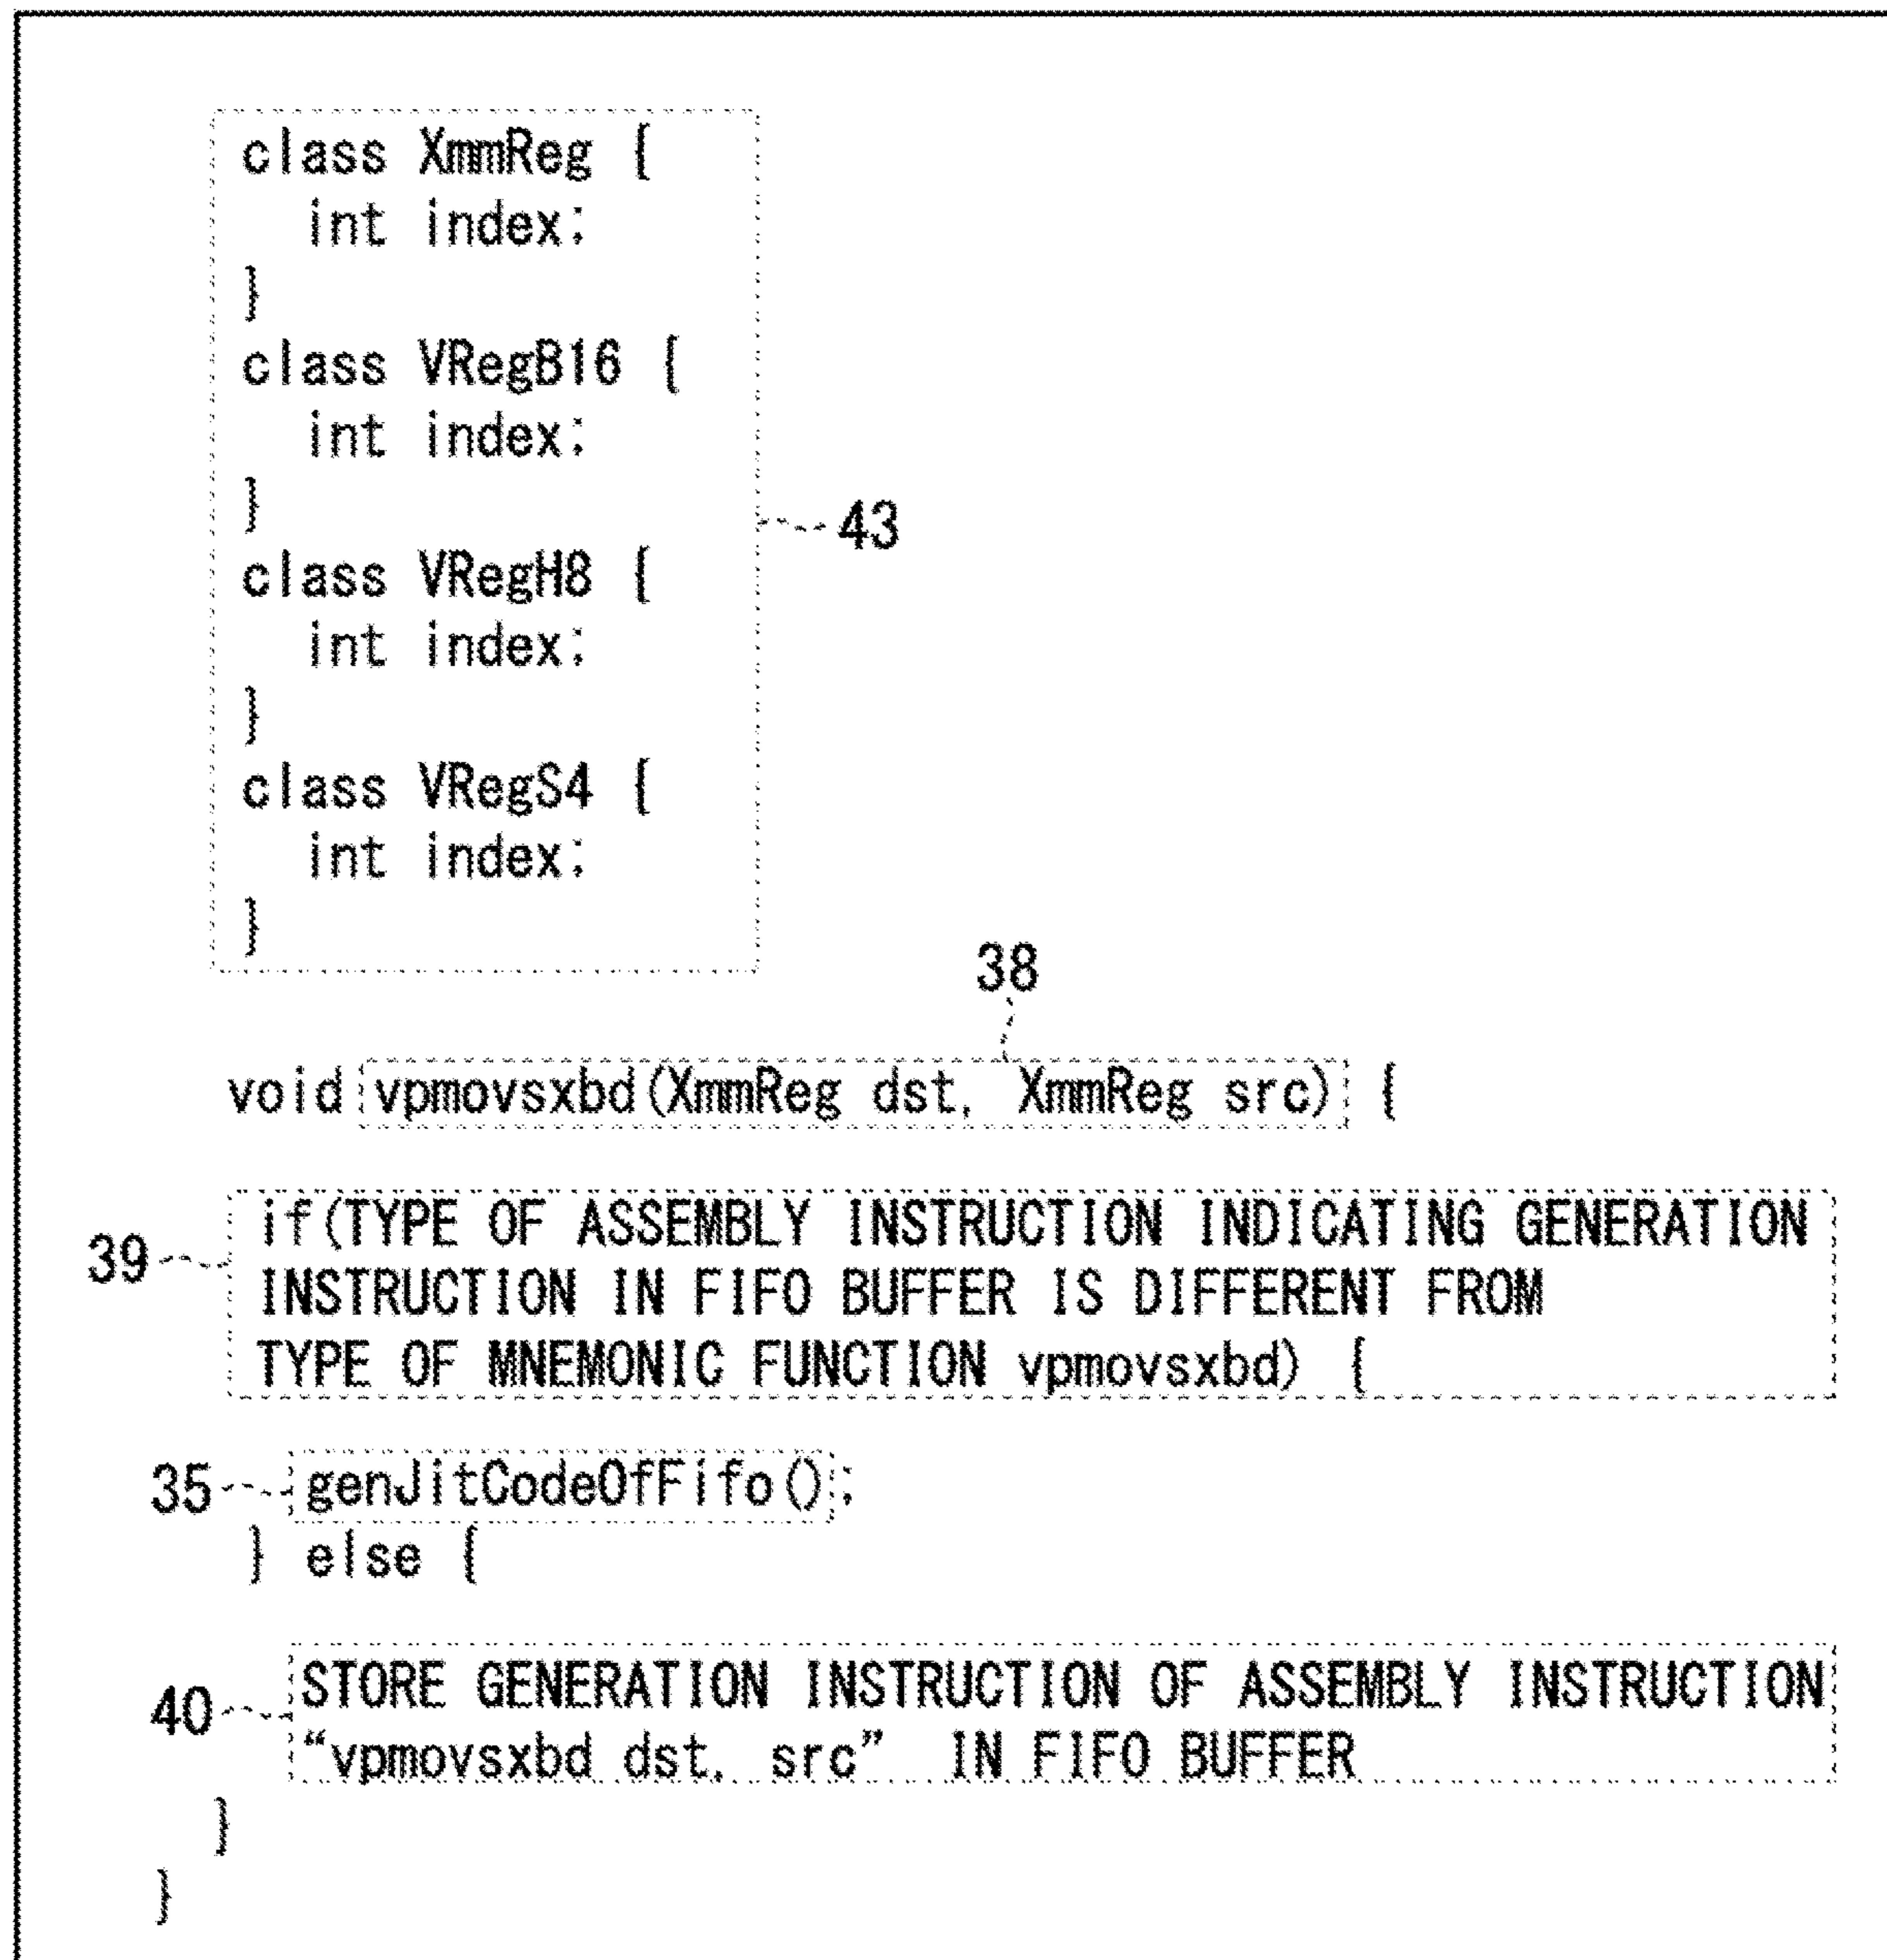 class XmmReg {
int index;
}
class VRegB16 {
int index;
}
43
class VRegH8 {
int index;
}
class VRegS4 {
int index;
}
38
void vpmovsxbd(XmmReg dst, XmmReg src) {
39 if(TYPE OF ASSEMBLY INSTRUCTION INDICATING GENERATION
INSTRUCTION IN FIFO BUFFER IS DIFFERENT FROM
TYPE OF MNEMONIC FUNCTION vpmovsxbd) {
35 genJitCodeOfFifo();
} else {
40 STORE GENERATION INSTRUCTION OF ASSEMBLY INSTRUCTION
“vpmovsxbd dst, src” IN FIFO BUFFER
}
}